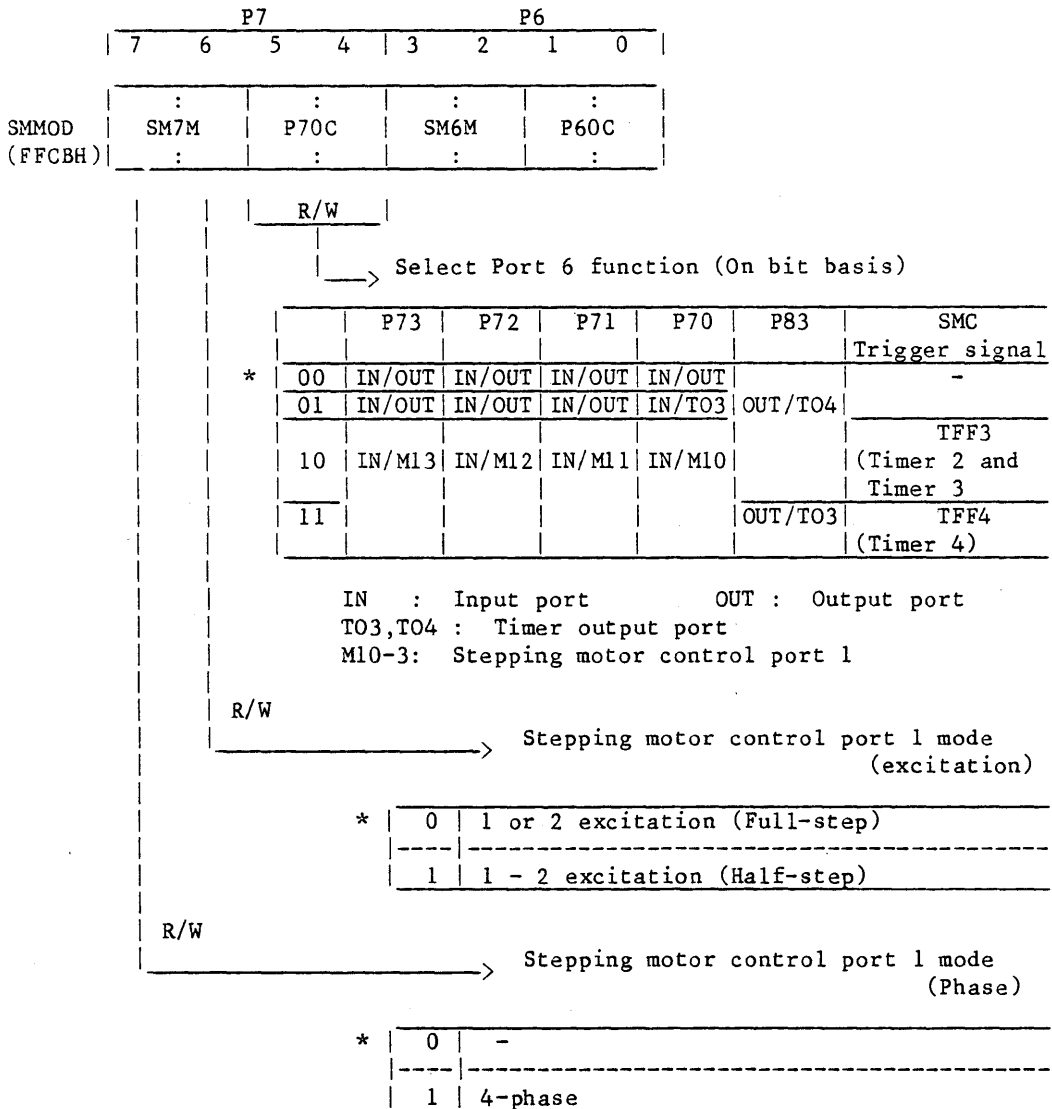 P7 P6
7 6 5 4 3 2 1 0
: : : :
SMMOD SM7M P70C SM6M P60C
(FFCBH) : : : :
R/W
Select Port 6 function (On bit basis)
P73 P72 P71 P70 P83 SMC
Trigger signal
* 00 IN/OUT IN/OUT IN/OUT IN/OUT -
01 IN/OUT IN/OUT IN/OUT IN/TO3 OUT/TO4
TFF3
10 IN/M13 IN/M12 IN/M11 IN/M10 (Timer 2 and
Timer 3
11 OUT/TO3 TFF4
(Timer 4)
IN : Input port OUT : Output port
TO3,TO4 : Timer output port
M10-3: Stepping motor control port 1
R/W
Stepping motor control port 1 mode
(excitation)
* 0 1 or 2 excitation (Full-step)
1 1 - 2 excitation (Half-step)
R/W
Stepping motor control port 1 mode
(Phase)
* 0 -
1 4-phase